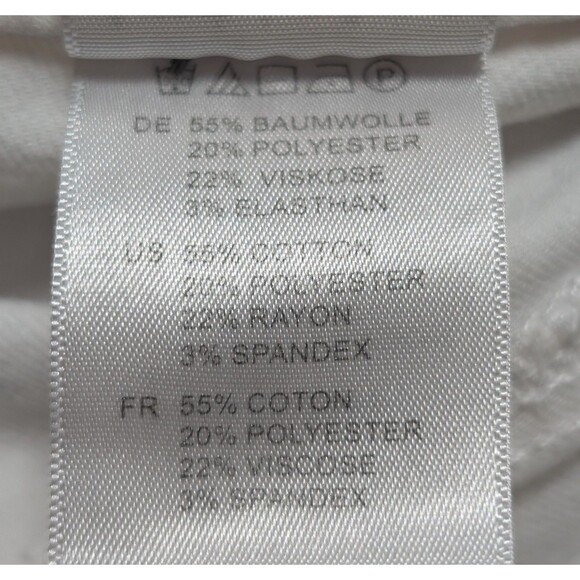 P
DE 55% BAUMWOLLE
20% POLYESTER
22% VISKOSE
3% ELASTHAN
US 55% COTTON
20% POLYESTER
22% RAYON
3% SPANDEX
FR 55% COTON
20% POLYESTER
22% VISCOSE
3% SPANDEX